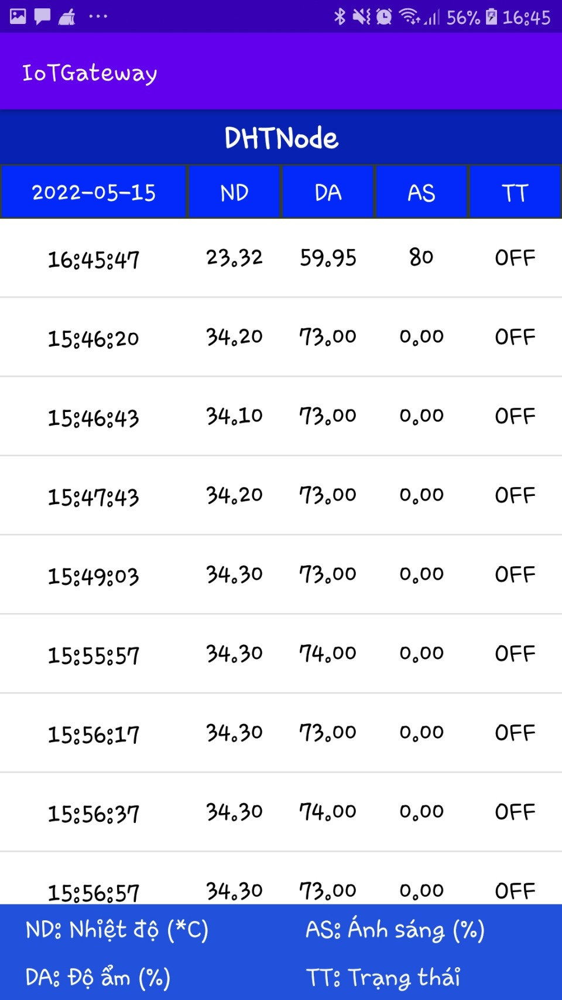 56% 16:45
IoTGateway
DHTNode
2022-05-15 ND DA AS TT
16:45:47 23.32 59.95 80 OFF
15:46:20 34.20 73.00 0.00 OFF
15:46:43 34.10 73.00 0.00 OFF
15:47:43 34.20 73.00 0.00 OFF
15:49:03 34.30 73.00 0.00 OFF
15:55:57 34.30 74.00 0.00 OFF
15:56:17 34.30 73.00 0.00 OFF
15:56:37 34.30 74.00 0.00 OFF
15:56:57 34.30 73.00 0.00 OFF
ND: Nhiệt độ (*C) AS: Ánh sáng (%)
DA: Độ ẩm (%) TT: Trạng thái